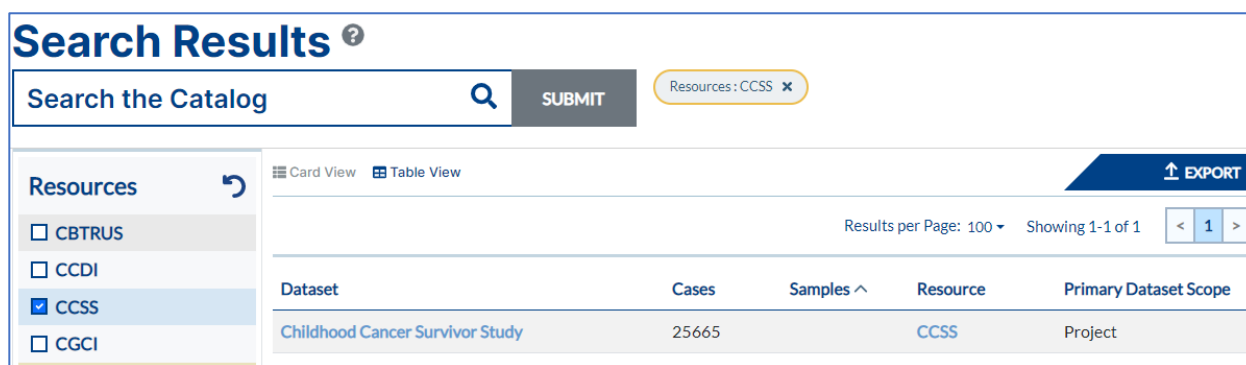 Search Results ?
Search the Catalog SUBMIT Resources : CCSS ×
Resources
Card View Table View EXPORT
Results per Page: 100 Showing 1-1 of 1 < 1 >
CBTRUS
CCDI
CCSS
CGCI
Dataset Cases Samples Resource Primary Dataset Scope
Childhood Cancer Survivor Study 25665 CCSS Project